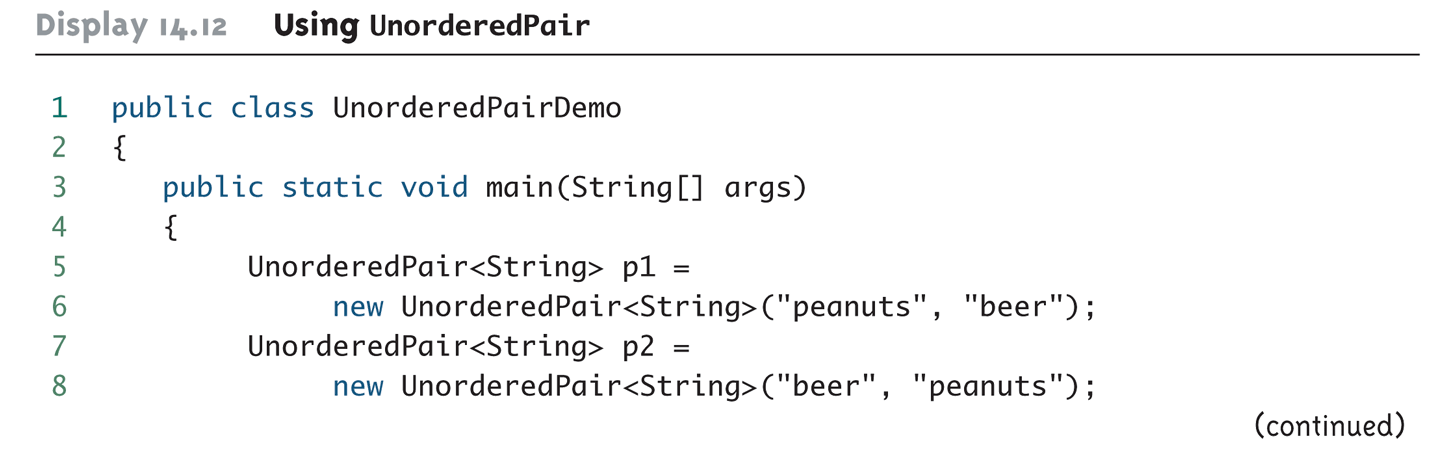 Display 14.12 Using UnorderedPair
1 public class UnorderedPairDemo
2 {
3 public static void main(String[] args)
4 {
5 UnorderedPair<String> p1 =
6 new UnorderedPair<String>("peanuts", "beer");
7 UnorderedPair<String> p2 =
8 new UnorderedPair<String>("beer", "peanuts");
(continued)